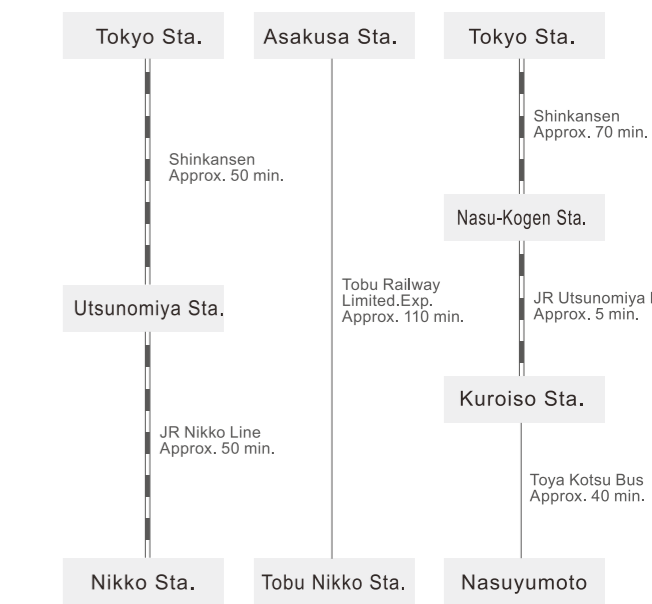 Tokyo Sta.
Shinkansen
Approx. 50 min.
Utsunomiya Sta.
JR Nikko Line
Approx. 50 min.
Nikko Sta.
Asakusa Sta.
Tobu Railway
Limited.Exp.
Approx. 110 min.
Tobu Nikko Sta.
Tokyo Sta.
Shinkansen
Approx. 70 min.
Nasu-Kogen Sta.
JR Utsunomiya
Approx. 5 min.
Kuroiso Sta.
Toya Kotsu Bus
Approx. 40 min.
Nasuyumoto